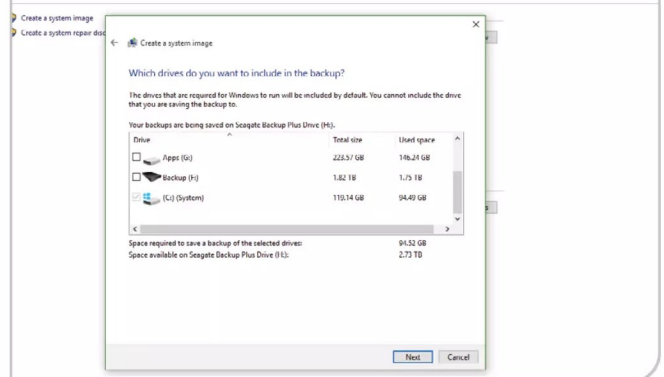 Create a system image
Create a system repair disc
Create a system image
Which drives do you want to include in the backup?
The drives that are required for Windows to run will be included by default. You cannot include the drive
that you are saving the backup to.
Your backups are being saved on Seagate Backup Plus Drive (H:).
Drive Total size Used space
Apps (G:) 223.57 GB 146.24 GB
Backup (F:) 1.82 TB 1.75 TB
(C:) (System) 119.14 GB 94.49 GB
Space required to save a backup of the selected drives: 94.52 GB
Space available on Seagate Backup Plus Drive (H:): 2.73 TB
Next Cancel